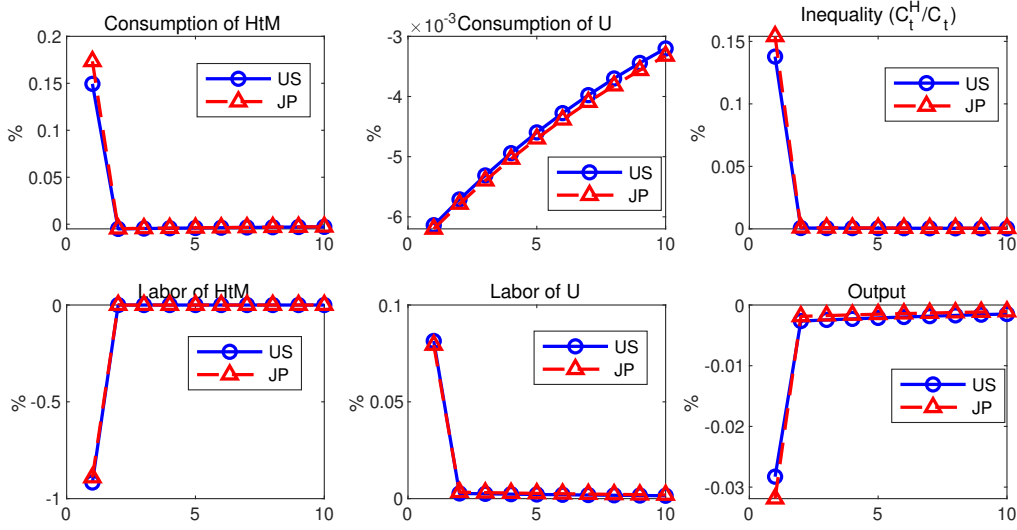 Consumption of HtM
%
0.2
0.15
0.1
0.05
0
0
5
10
US
JP
× 10^-3 Consumption of U
%
-3
-4
-5
-6
0
5
10
US
JP
Inequality (C_t^H/C_t)
%
0.15
0.1
0.05
0
0
5
10
US
JP
Labor of HtM
%
0
-0.5
-1
0
5
10
US
JP
Labor of U
%
0.1
0.05
0
0
5
10
US
JP
Output
%
0
-0.01
-0.02
-0.03
0
5
10
US
JP